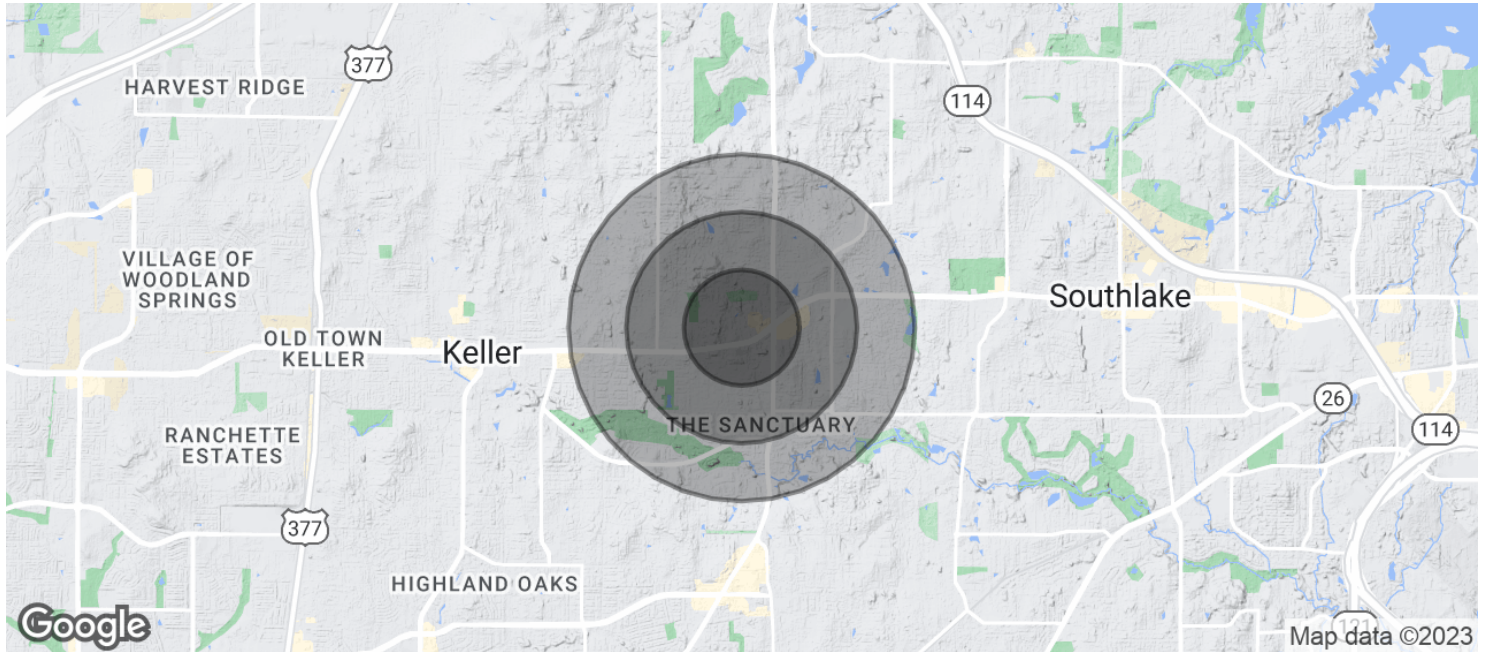 377
HARVEST RIDGE
114
VILLAGE OF
WOODLAND
SPRINGS
Southlake
OLD TOWN
KELLER
Keller
26
THE SANCTUARY
114
RANCHETTE
ESTATES
377
HIGHLAND OAKS
121
Google
Map data ©2023